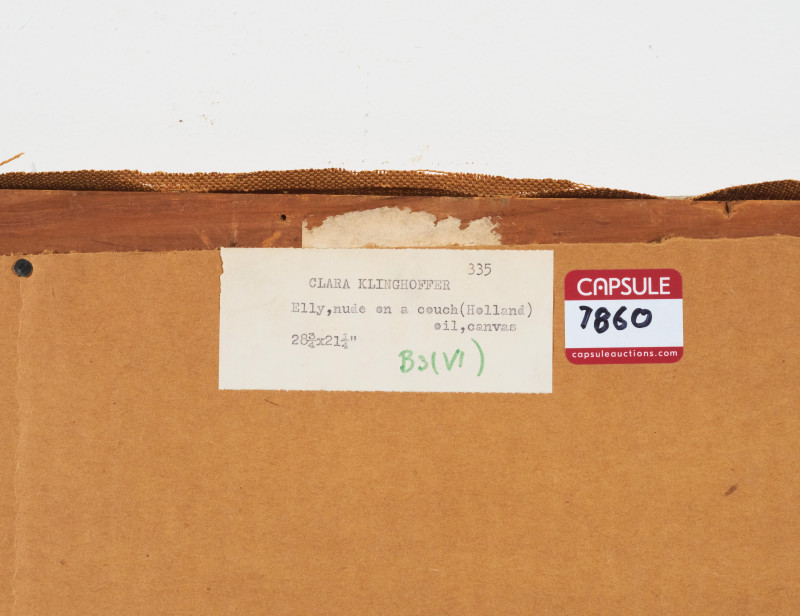 335
CLARA KLINGHOFFER
Elly,nude on a couch(Holland)
oil,canvas
28¾x21¼"
B3(VI)
CAPSULE
7860
capsuleauctions.com